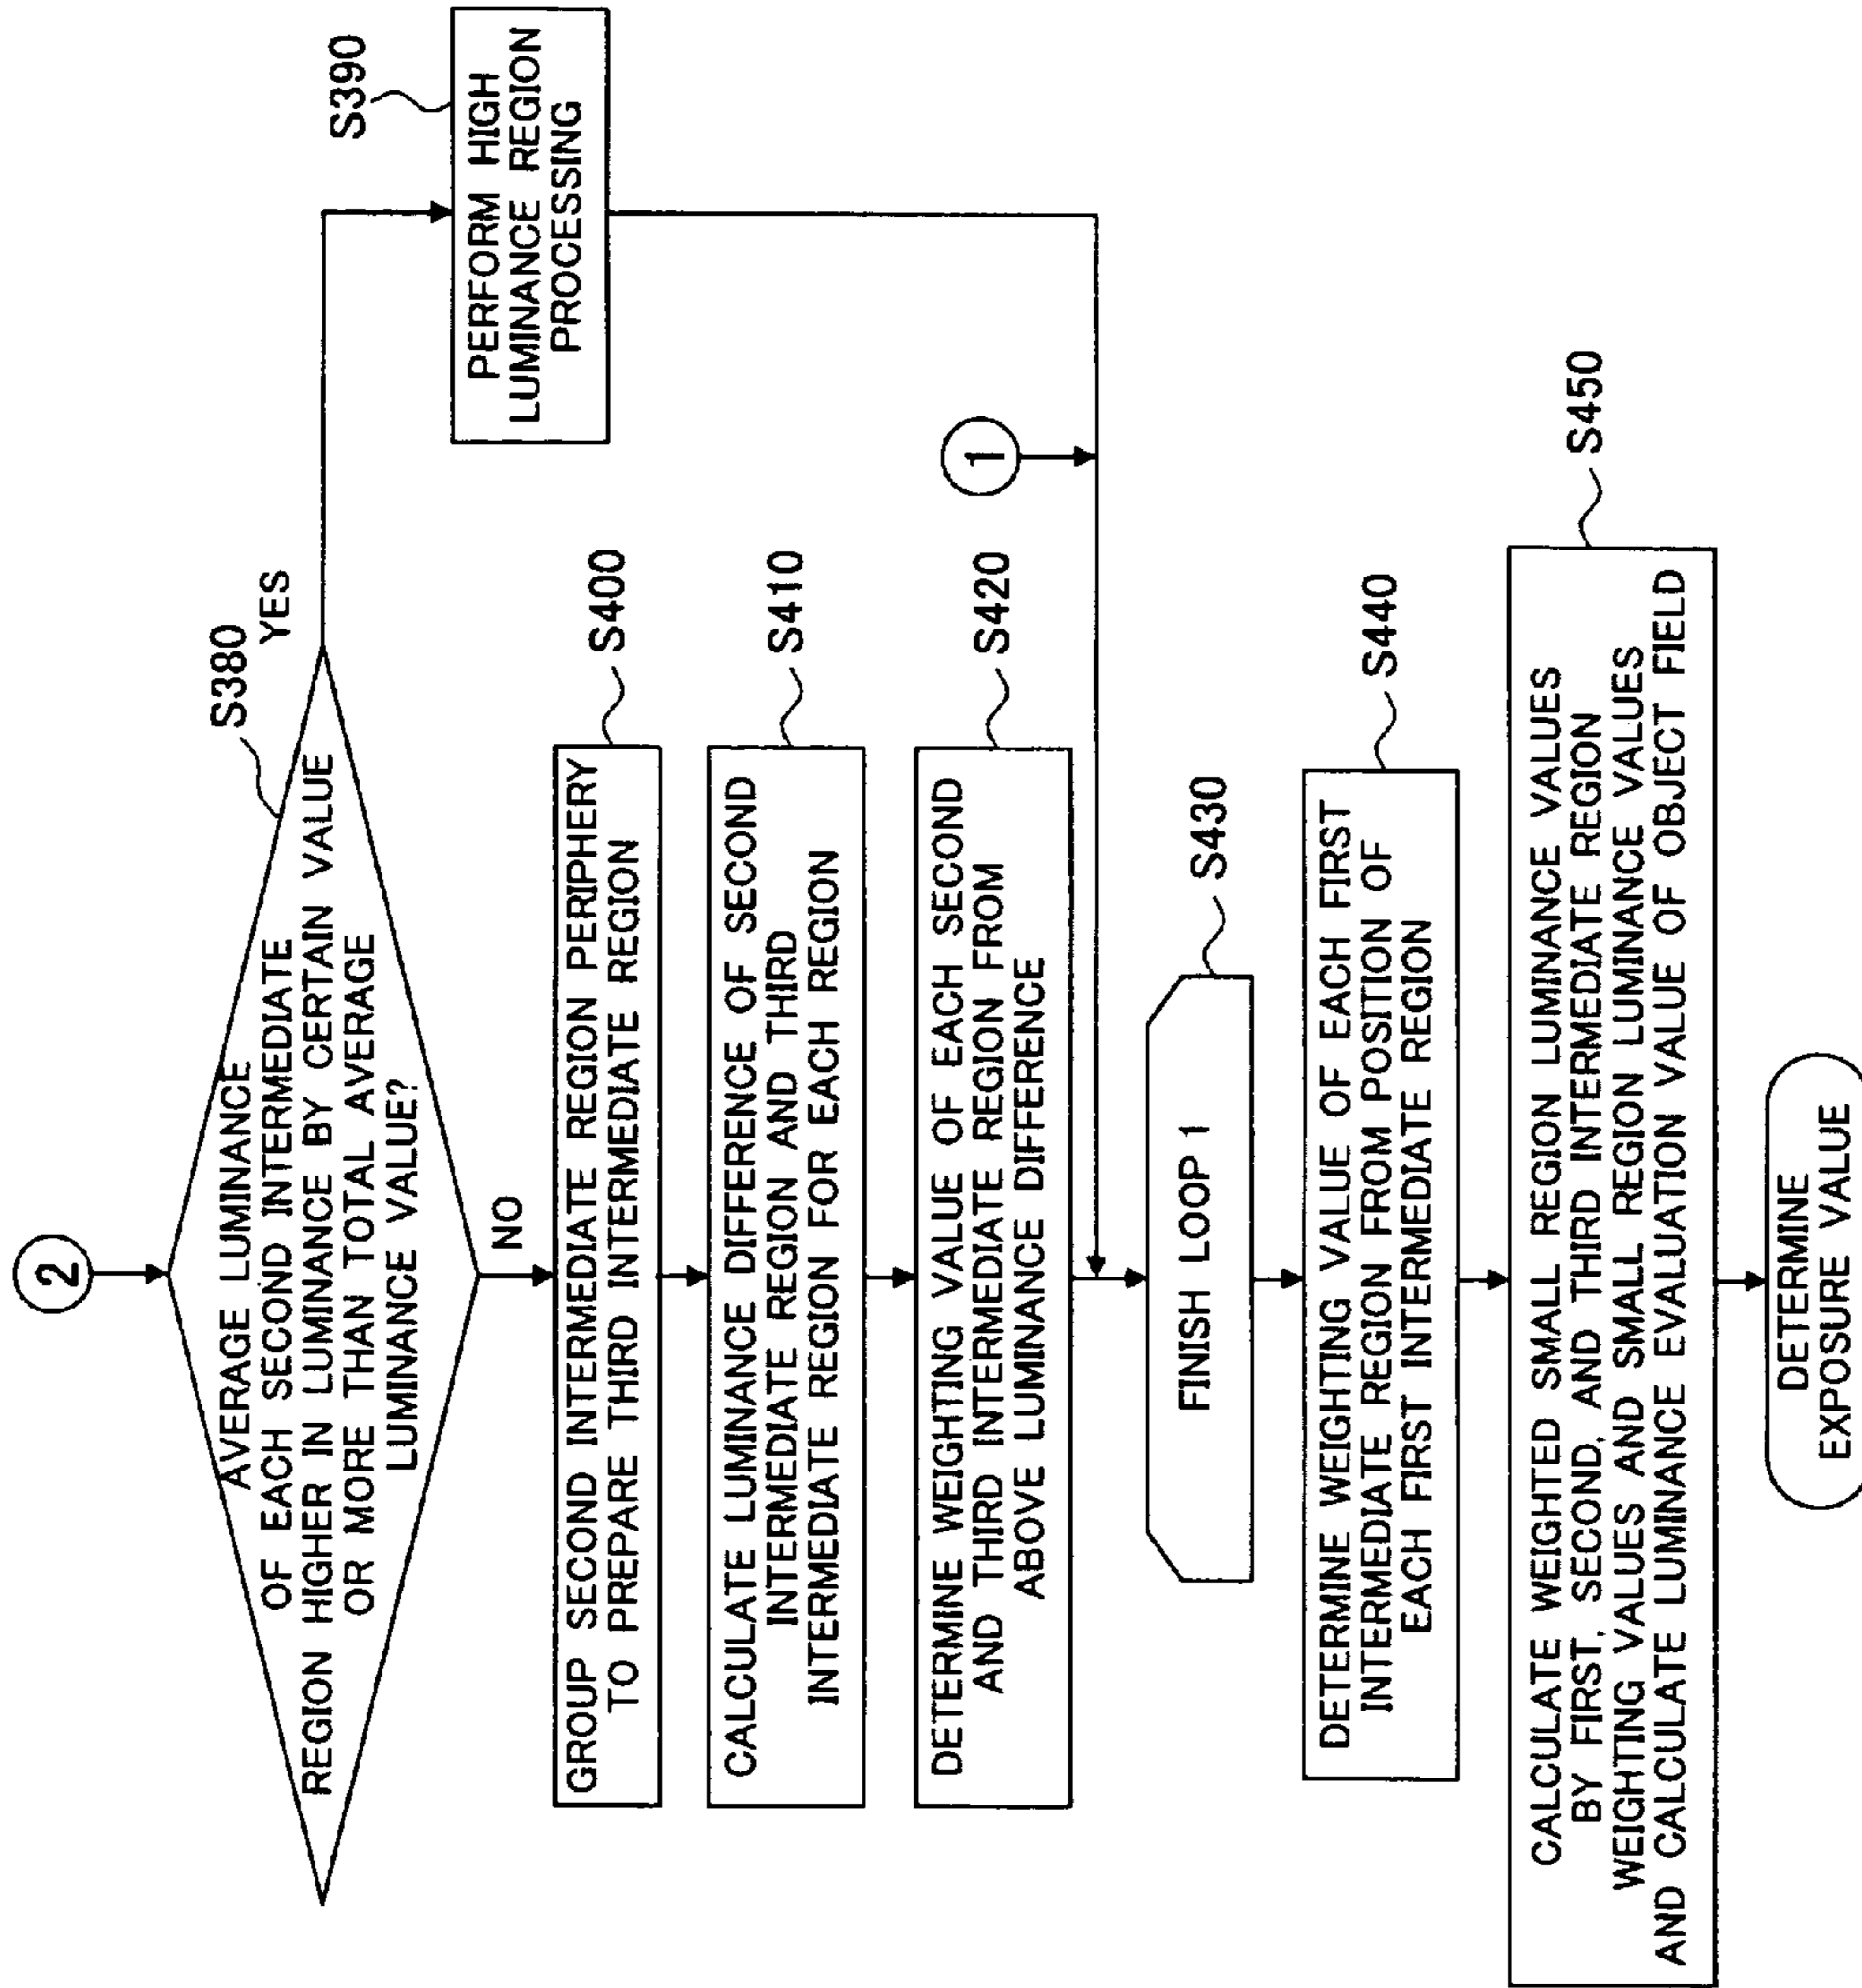 2
S380
AVERAGE LUMINANCE
OF EACH SECOND INTERMEDIATE
REGION HIGHER IN LUMINANCE BY CERTAIN VALUE
OR MORE THAN TOTAL AVERAGE
LUMINANCE VALUE?
YES
NO
S390
PERFORM HIGH
LUMINANCE REGION
PROCESSING
S400
GROUP SECOND INTERMEDIATE REGION PERIPHERY
TO PREPARE THIRD INTERMEDIATE REGION
S410
CALCULATE LUMINANCE DIFFERENCE OF SECOND
INTERMEDIATE REGION AND THIRD
INTERMEDIATE REGION FOR EACH REGION
S420
DETERMINE WEIGHTING VALUE OF EACH SECOND
AND THIRD INTERMEDIATE REGION FROM
ABOVE LUMINANCE DIFFERENCE
1
S430
FINISH LOOP 1
S440
DETERMINE WEIGHTING VALUE OF EACH FIRST
INTERMEDIATE REGION FROM POSITION OF
EACH FIRST INTERMEDIATE REGION
S450
CALCULATE WEIGHTED SMALL REGION LUMINANCE VALUES
BY FIRST, SECOND, AND THIRD INTERMEDIATE REGION
WEIGHTING VALUES AND SMALL REGION LUMINANCE VALUES
AND CALCULATE LUMINANCE EVALUATION VALUE OF OBJECT FIELD
DETERMINE
EXPOSURE VALUE